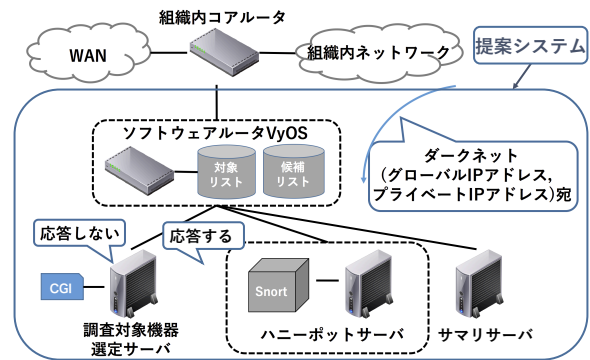 組織内コアルータ
WAN
組織内ネットワーク
提案システム
ソフトウェアルータVyOS
対象
リスト
候補
リスト
ダークネット
(グローバルIPアドレス,
プライベートIPアドレス)宛
応答しない
応答する
CGI
Snort
調査対象機器
選定サーバ
ハニーポットサーバ
サマリサーバ